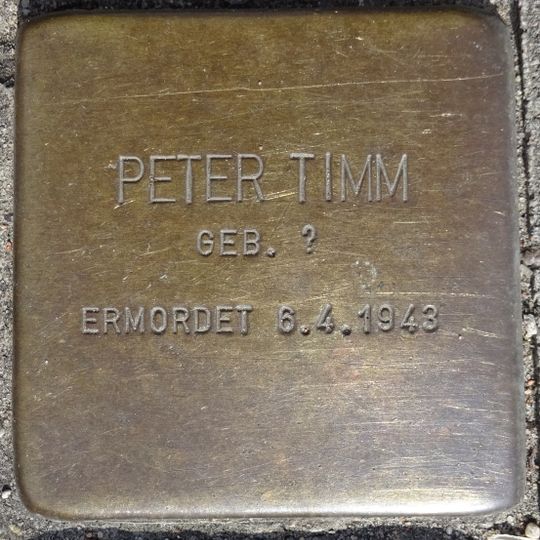 PETER TIMM
GEB. ?
ERMORDET 6.4.1943